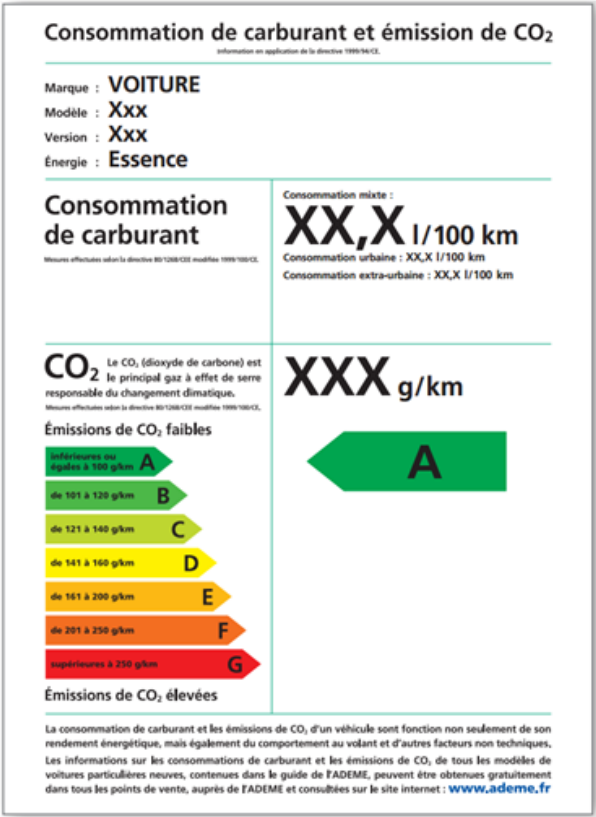 Consommation de carburant et émission de CO₂
information en application de la directive 1999/94/CE.
Marque : VOITURE
Modèle : Xxx
Version : Xxx
Énergie : Essence
Consommation
de carburant
Mesures effectuées selon la directive 80/1268/CEE modifiée 1999/100/CE.
Consommation mixte :
XX,X l/100 km
Consommation urbaine : XX,X l/100 km
Consommation extra-urbaine : XX,X l/100 km
CO₂ Le CO₂ (dioxyde de carbone) est
le principal gaz à effet de serre
responsable du changement climatique.
Mesures effectuées selon la directive 80/1268/CEE modifiée 1999/100/CE.
XXX g/km
Émissions de CO₂ faibles
inférieures ou
égales à 100 g/km A
de 101 à 120 g/km B
de 121 à 140 g/km C
de 141 à 160 g/km D
de 161 à 200 g/km E
de 201 à 250 g/km F
supérieures à 250 g/km G
Émissions de CO₂ élevées
A
La consommation de carburant et les émissions de CO₂ d'un véhicule sont fonction non seulement de son
rendement énergétique, mais également du comportement au volant et d'autres facteurs non techniques.
Les informations sur les consommations de carburant et les émissions de CO₂ de tous les modèles de
voitures particulières neuves, contenues dans le guide de l'ADEME, peuvent être obtenues gratuitement
dans tous les points de vente, auprès de l'ADEME et consultées sur le site internet : www.ademe.fr